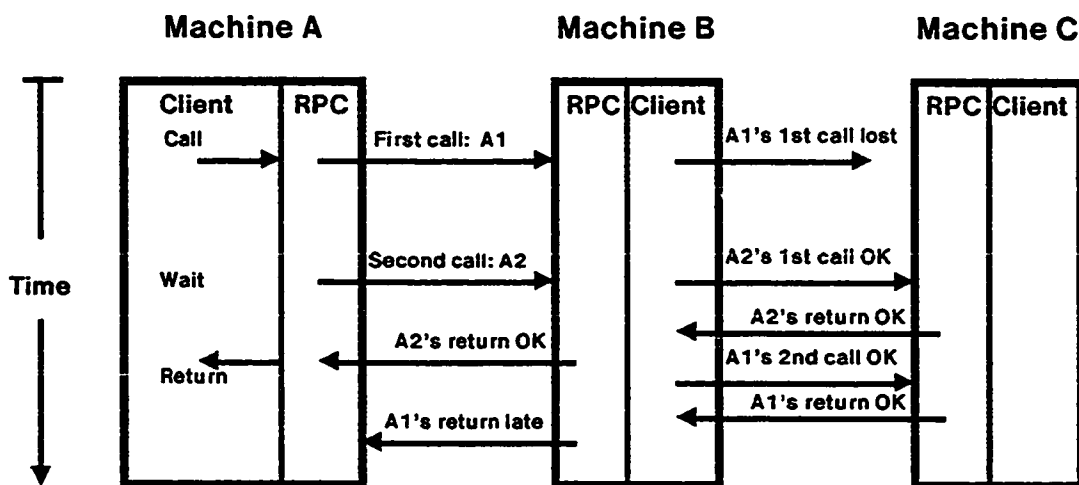 Machine A
Machine B
Machine C
Client
RPC
RPC
Client
RPC
Client
Call
First call: A1
A1's 1st call lost
Time
Wait
Second call: A2
A2's 1st call OK
A2's return OK
A2's return OK
A1's 2nd call OK
Return
A1's return OK
A1's return late